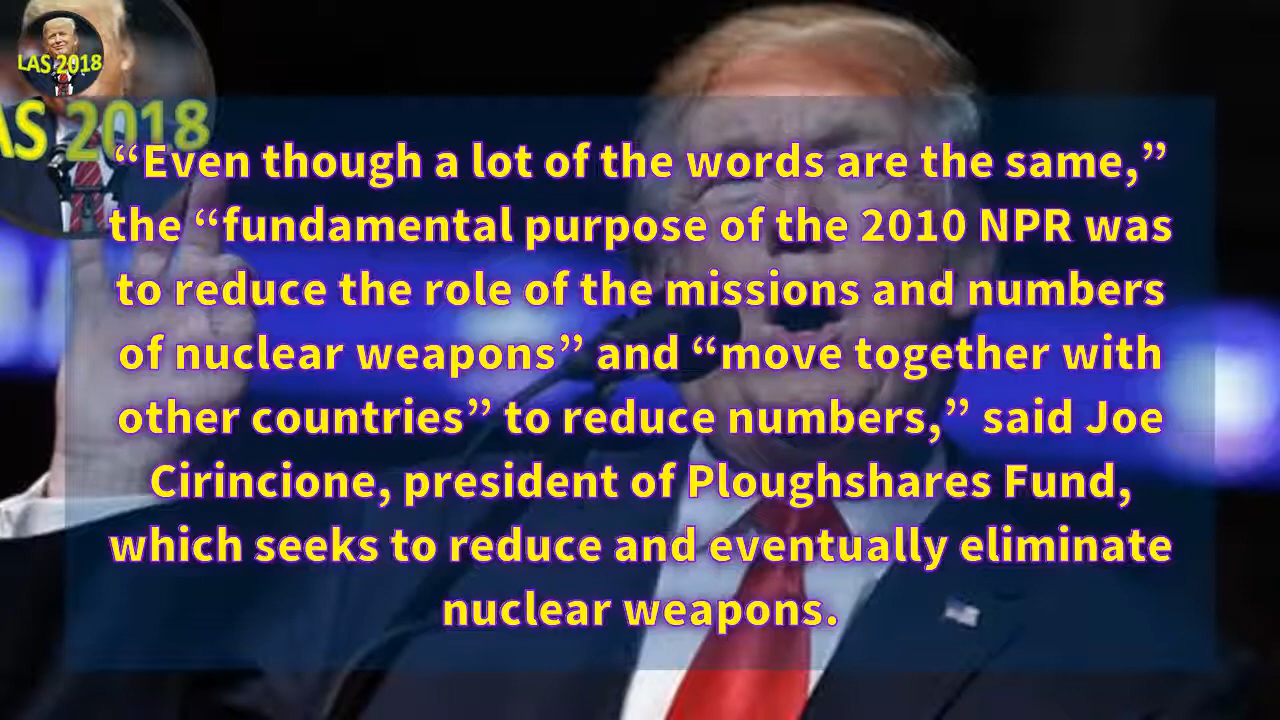 LAS 2018
AS 2018
“Even though a lot of the words are the same,”
the “fundamental purpose of the 2010 NPR was
to reduce the role of the missions and numbers
of nuclear weapons” and “move together with
other countries” to reduce numbers,” said Joe
Cirincione, president of Ploughshares Fund,
which seeks to reduce and eventually eliminate
nuclear weapons.